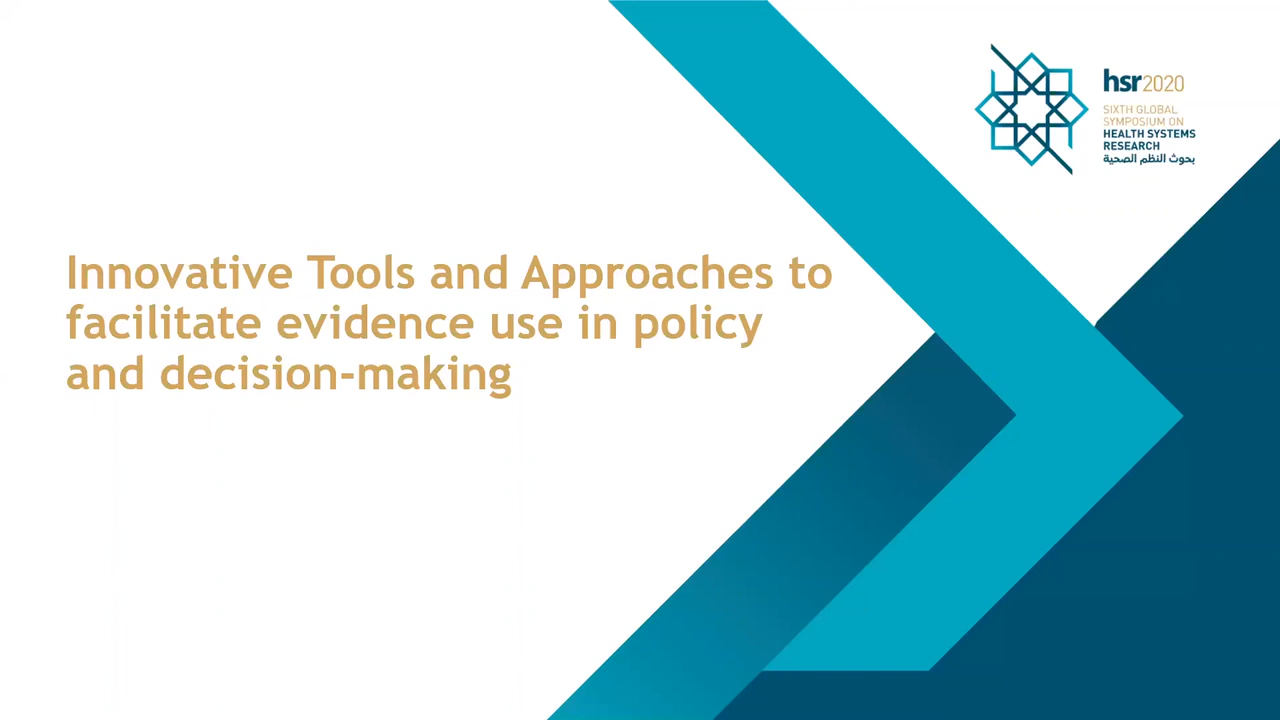 hsr2020
SIXTH GLOBAL
SYMPOSIUM ON
HEALTH SYSTEMS
RESEARCH
بحوث النظم الصحية
Innovative Tools and Approaches to
facilitate evidence use in policy
and decision-making